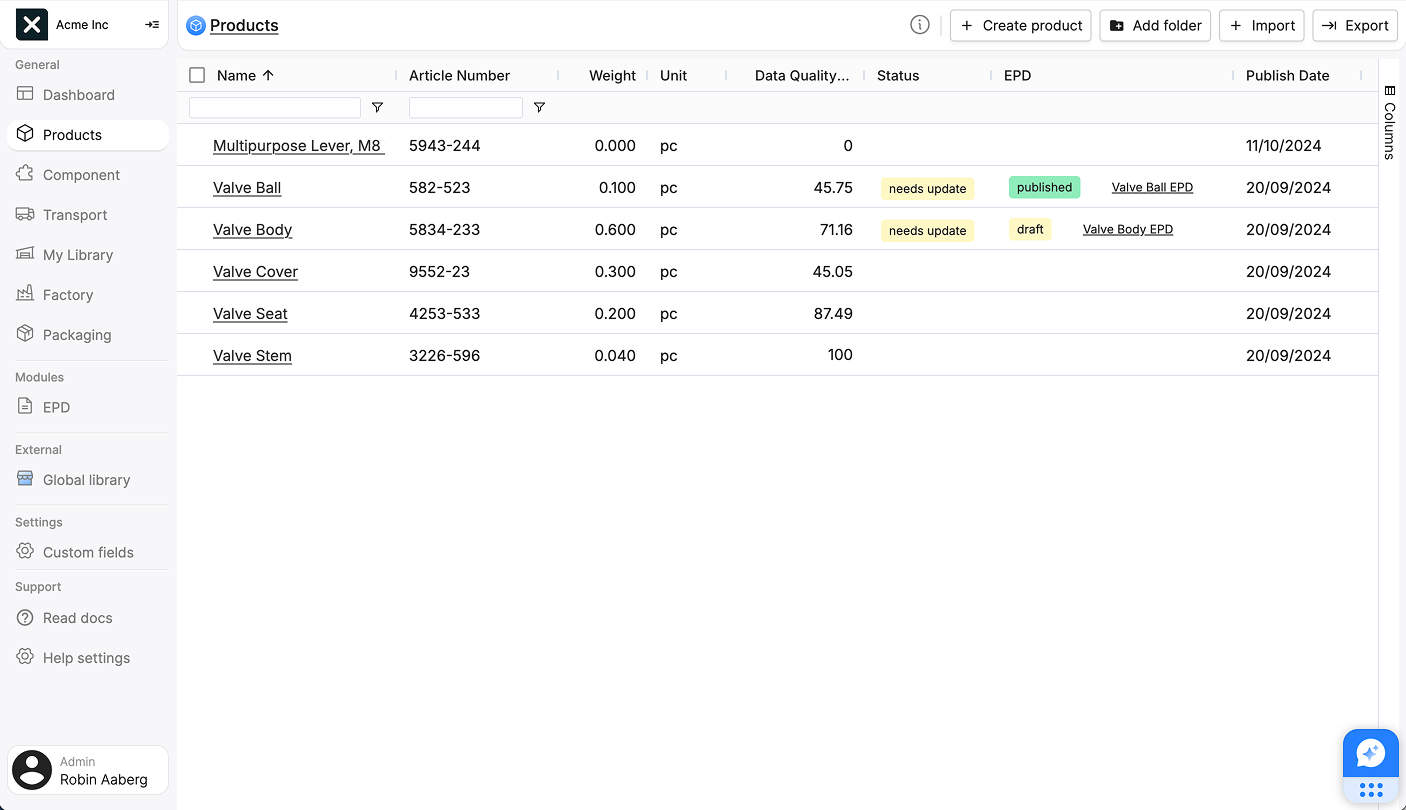 Acme Inc
General
Dashboard
Products
Component
Transport
My Library
Factory
Packaging
Modules
EPD
External
Global library
Settings
Custom fields
Support
Read docs
Help settings
Admin
Robin Aaberg
Products
Create product Add folder Import Export
Name Article Number Weight Unit Data Quality... Status EPD Publish Date
Multipurpose Lever, M8 5943-244 0.000 pc 0 11/10/2024
Valve Ball 582-523 0.100 pc 45.75 needs update published Valve Ball EPD 20/09/2024
Valve Body 5834-233 0.600 pc 71.16 needs update draft Valve Body EPD 20/09/2024
Valve Cover 9552-23 0.300 pc 45.05 20/09/2024
Valve Seat 4253-533 0.200 pc 87.49 20/09/2024
Valve Stem 3226-596 0.040 pc 100 20/09/2024
Columns